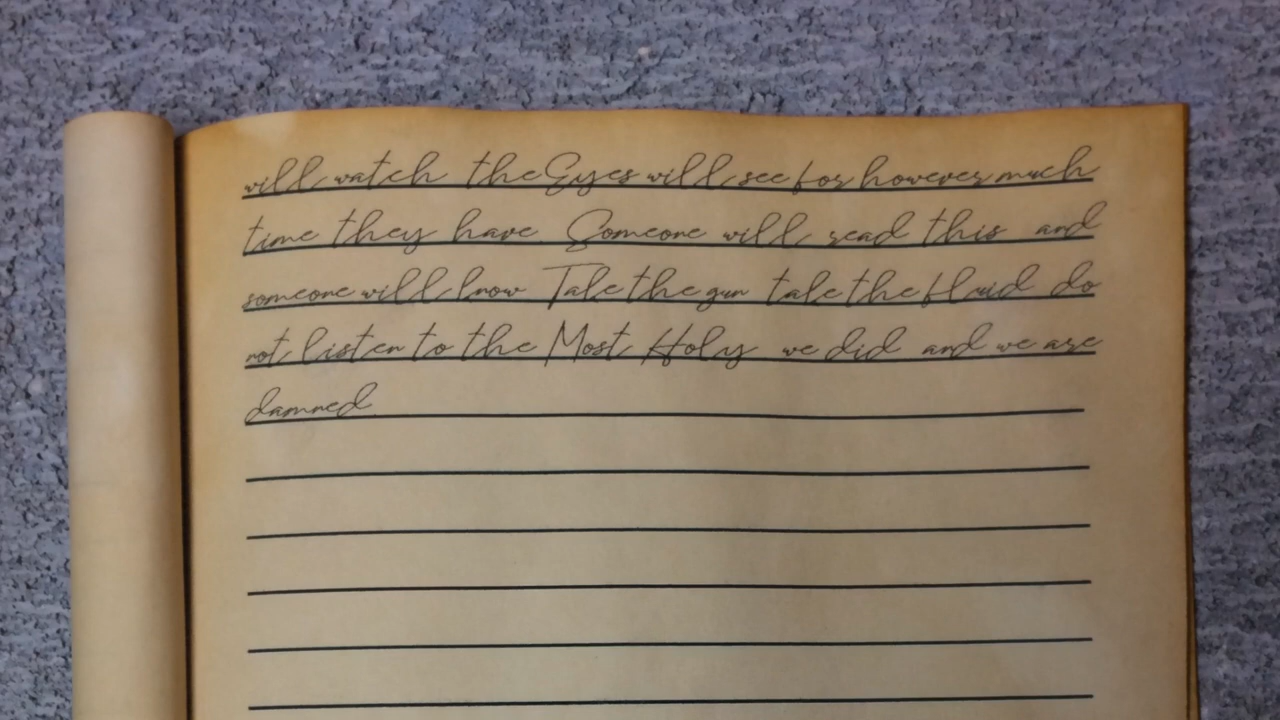 will watch the Eyes will see for however much
time they have. Someone will read this and
someone will know Take the gun take the fluid do
not listen to the Most Holy we did and we are
damned